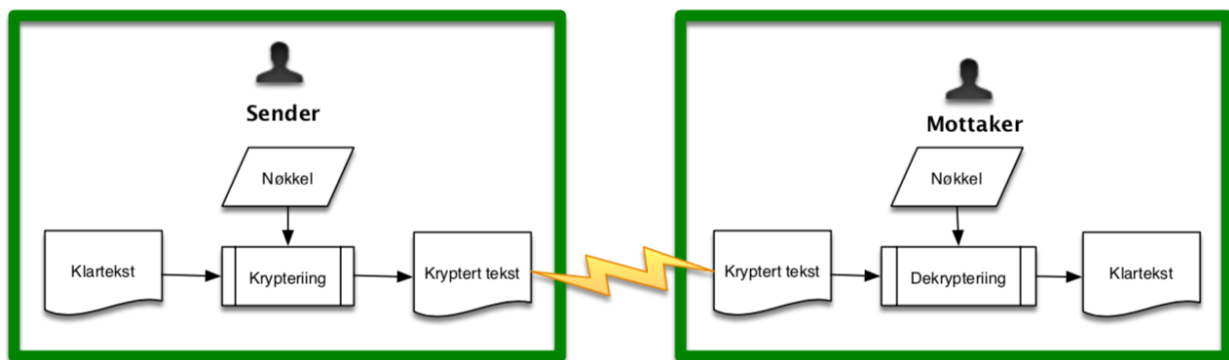 Sender
Nøkkel
Klartekst
Krypteriing
Kryptert tekst
Mottaker
Nøkkel
Kryptert tekst
Dekrypteriing
Klartekst